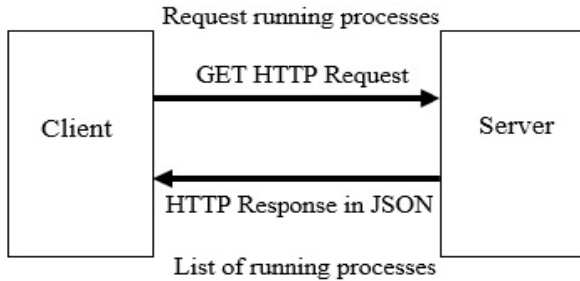 Request running processes
GET HTTP Request
Client
Server
HTTP Response in JSON
List of running processes